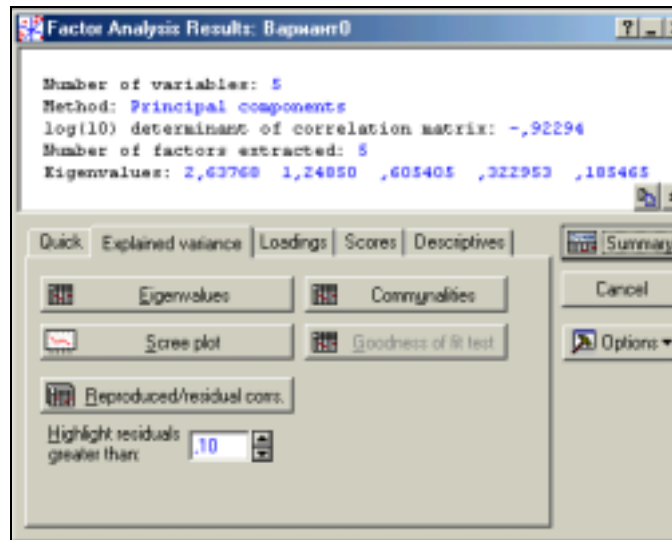 Factor Analysis Results: Вариант0
Number of variables: 5
Method: Principal components
log(10) determinant of correlation matrix: -,92294
Number of factors extracted: 5
Eigenvalues: 2,63768 1,24850 ,605405 ,322953 ,185465
Quick Explained variance Loadings Scores Descriptives
Summary
Eigenvalues
Communalities
Cancel
Scree plot
Goodness of fit test
Options
Reproduced/residual corrs.
Highlight residuals
greater than: ,10